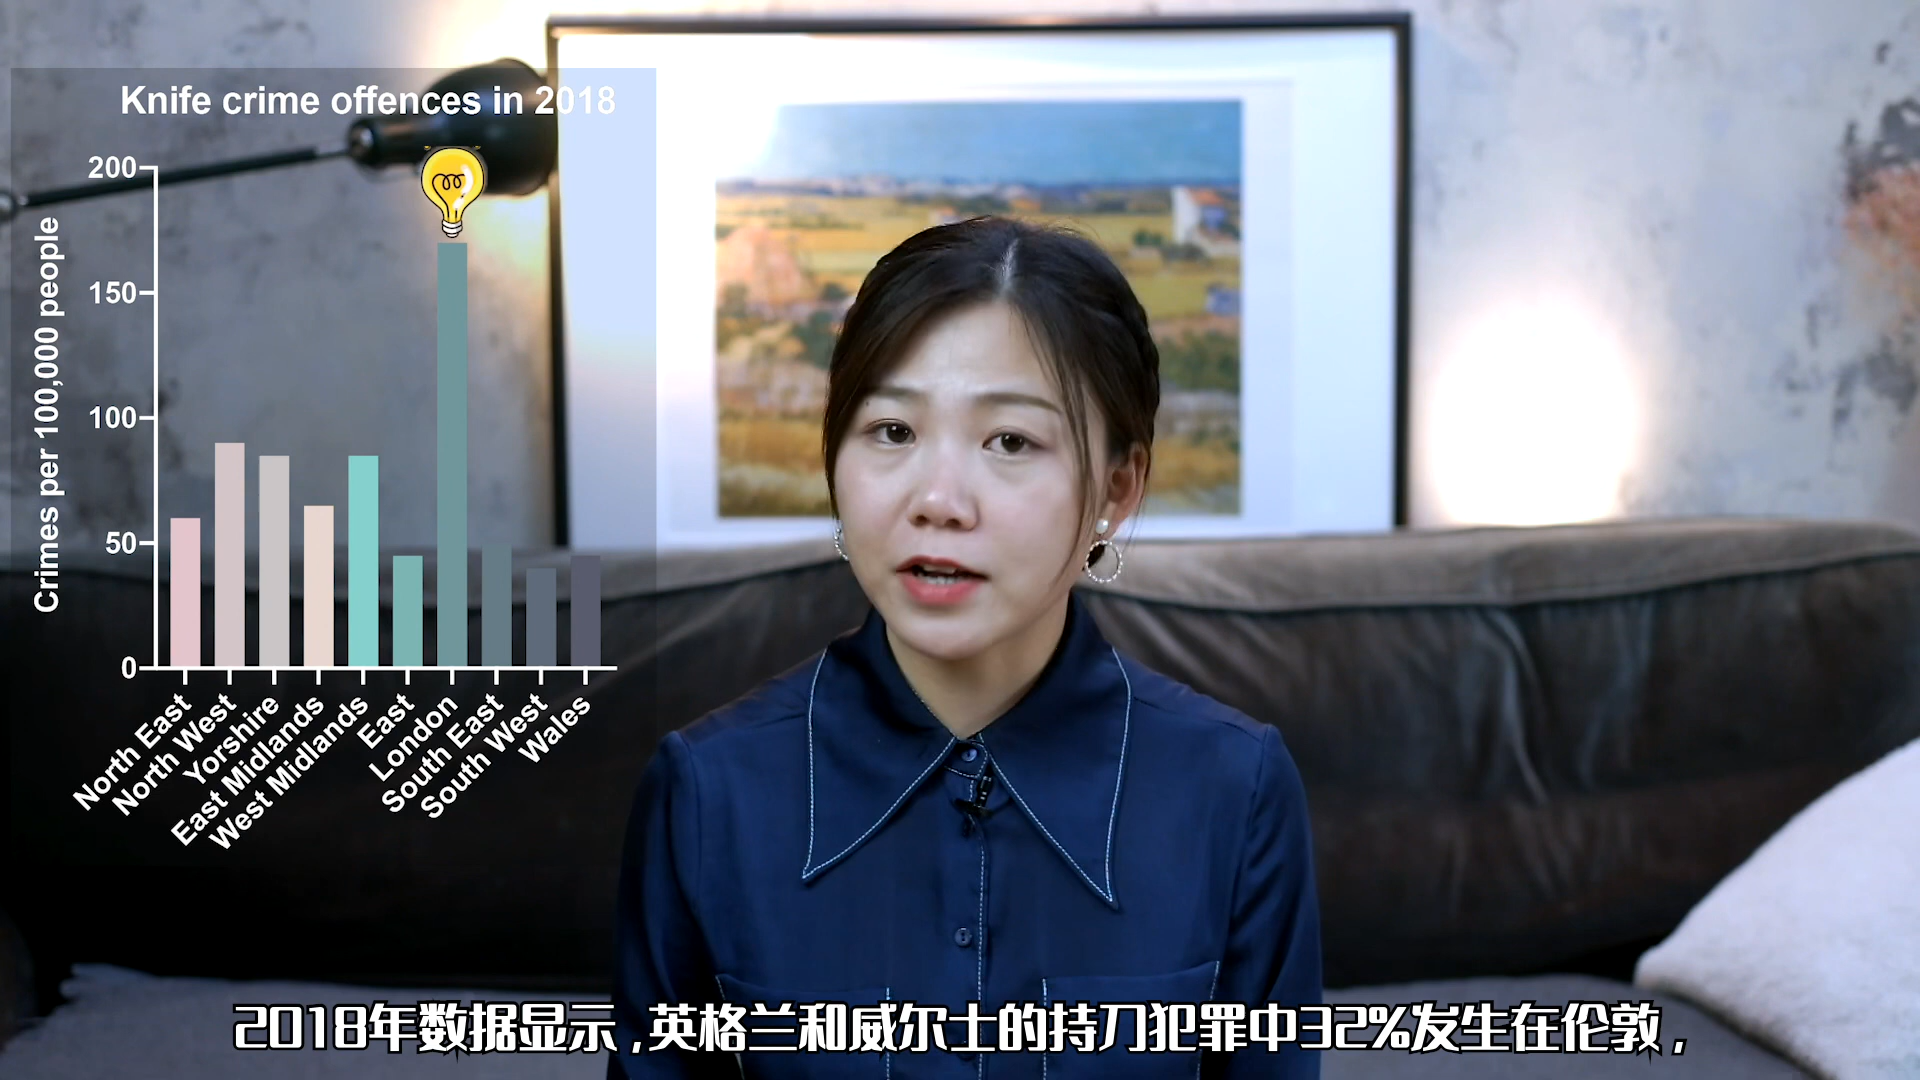 Knife crime offences in 2018
Crimes per 100,000 people
200
150
100
50
0
North East
North West
Yorshire
East Midlands
West Midlands
East
London
South East
South West
Wales
2018年数据显示,英格兰和威尔士的持刀犯罪中32%发生在伦敦,